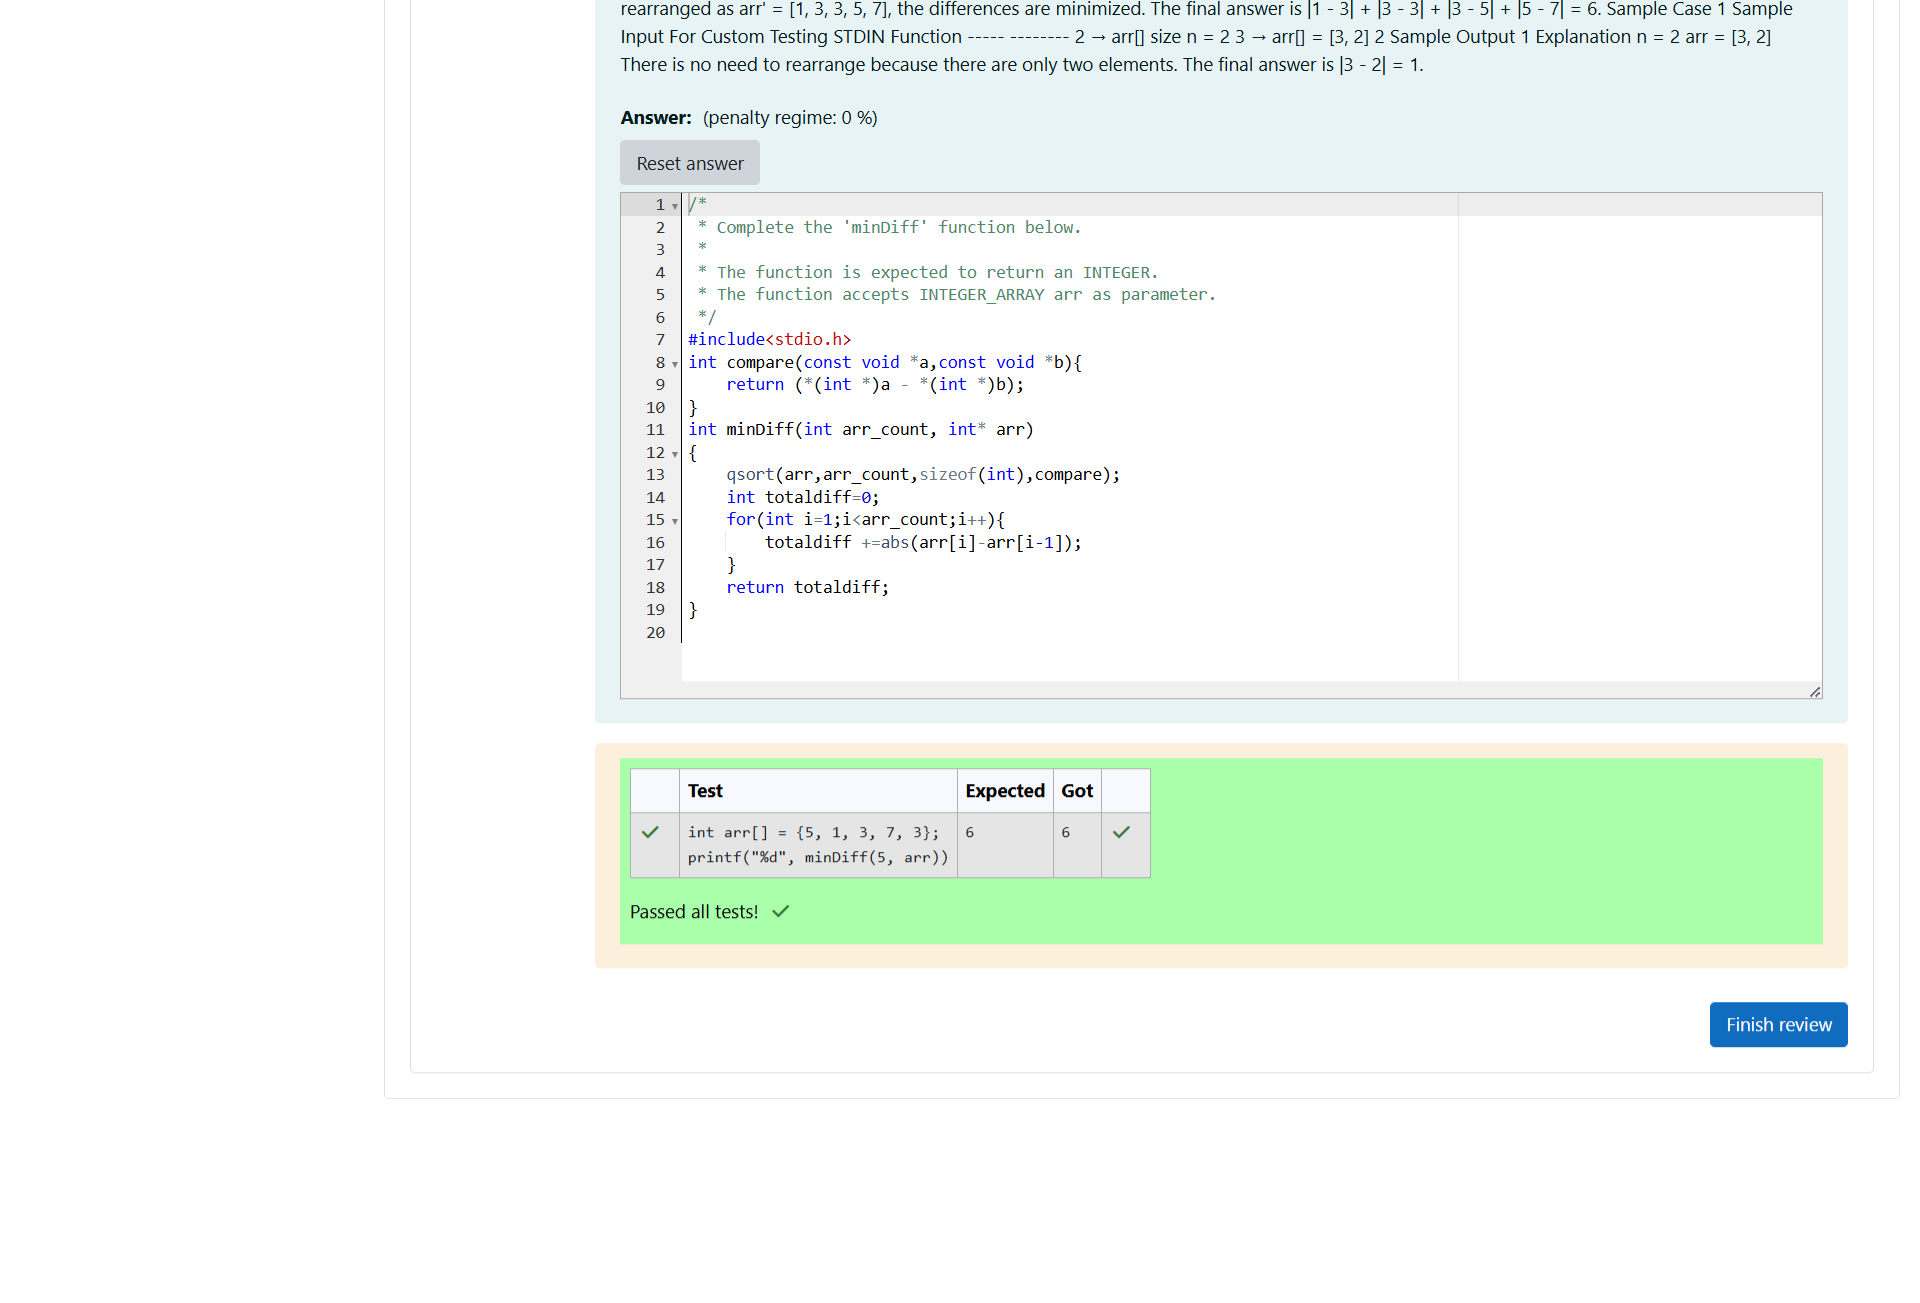 rearranged as arr' = [1, 3, 3, 5, 7], the differences are minimized. The final answer is |1 - 3| + |3 - 3| + |3 - 5| + |5 - 7| = 6. Sample Case 1 Sample
Input For Custom Testing STDIN Function ----- -------- 2 → arr[] size n = 2 3 → arr[] = [3, 2] 2 Sample Output 1 Explanation n = 2 arr = [3, 2]
There is no need to rearrange because there are only two elements. The final answer is |3 - 2| = 1.
Answer: (penalty regime: 0 %)
Reset answer
1 /*
2  * Complete the 'minDiff' function below.
3  *
4  * The function is expected to return an INTEGER.
5  * The function accepts INTEGER_ARRAY arr as parameter.
6  */
7 #include<stdio.h>
8 int compare(const void *a,const void *b){
9     return (*(int *)a - *(int *)b);
10 }
11 int minDiff(int arr_count, int* arr)
12 {
13     qsort(arr,arr_count,sizeof(int),compare);
14     int totaldiff=0;
15     for(int i=1;i<arr_count;i++){
16         totaldiff +=abs(arr[i]-arr[i-1]);
17     }
18     return totaldiff;
19 }
20
Test Expected Got
int arr[] = {5, 1, 3, 7, 3}; 6 6
printf("%d", minDiff(5, arr))
Passed all tests!
Finish review